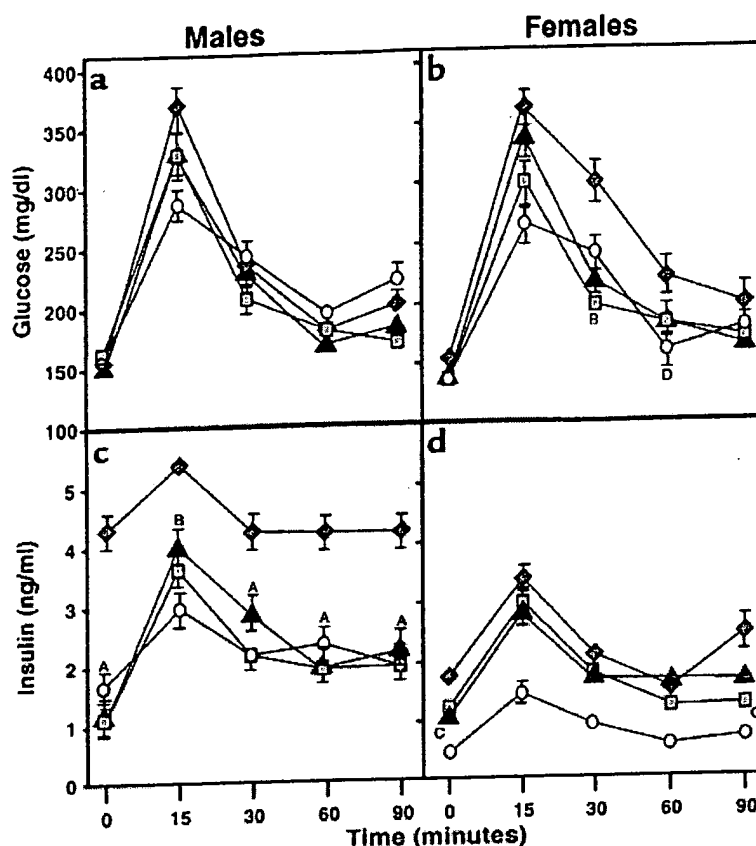 Males
Females
a
b
Glucose (mg/dl)
400
350
300
250
200
150
100
B
D
c
d
Insulin (ng/ml)
5
4
3
2
1
0
A
B
A
A
A
C
0
15
30
60
90
0
15
30
60
90
Time (minutes)